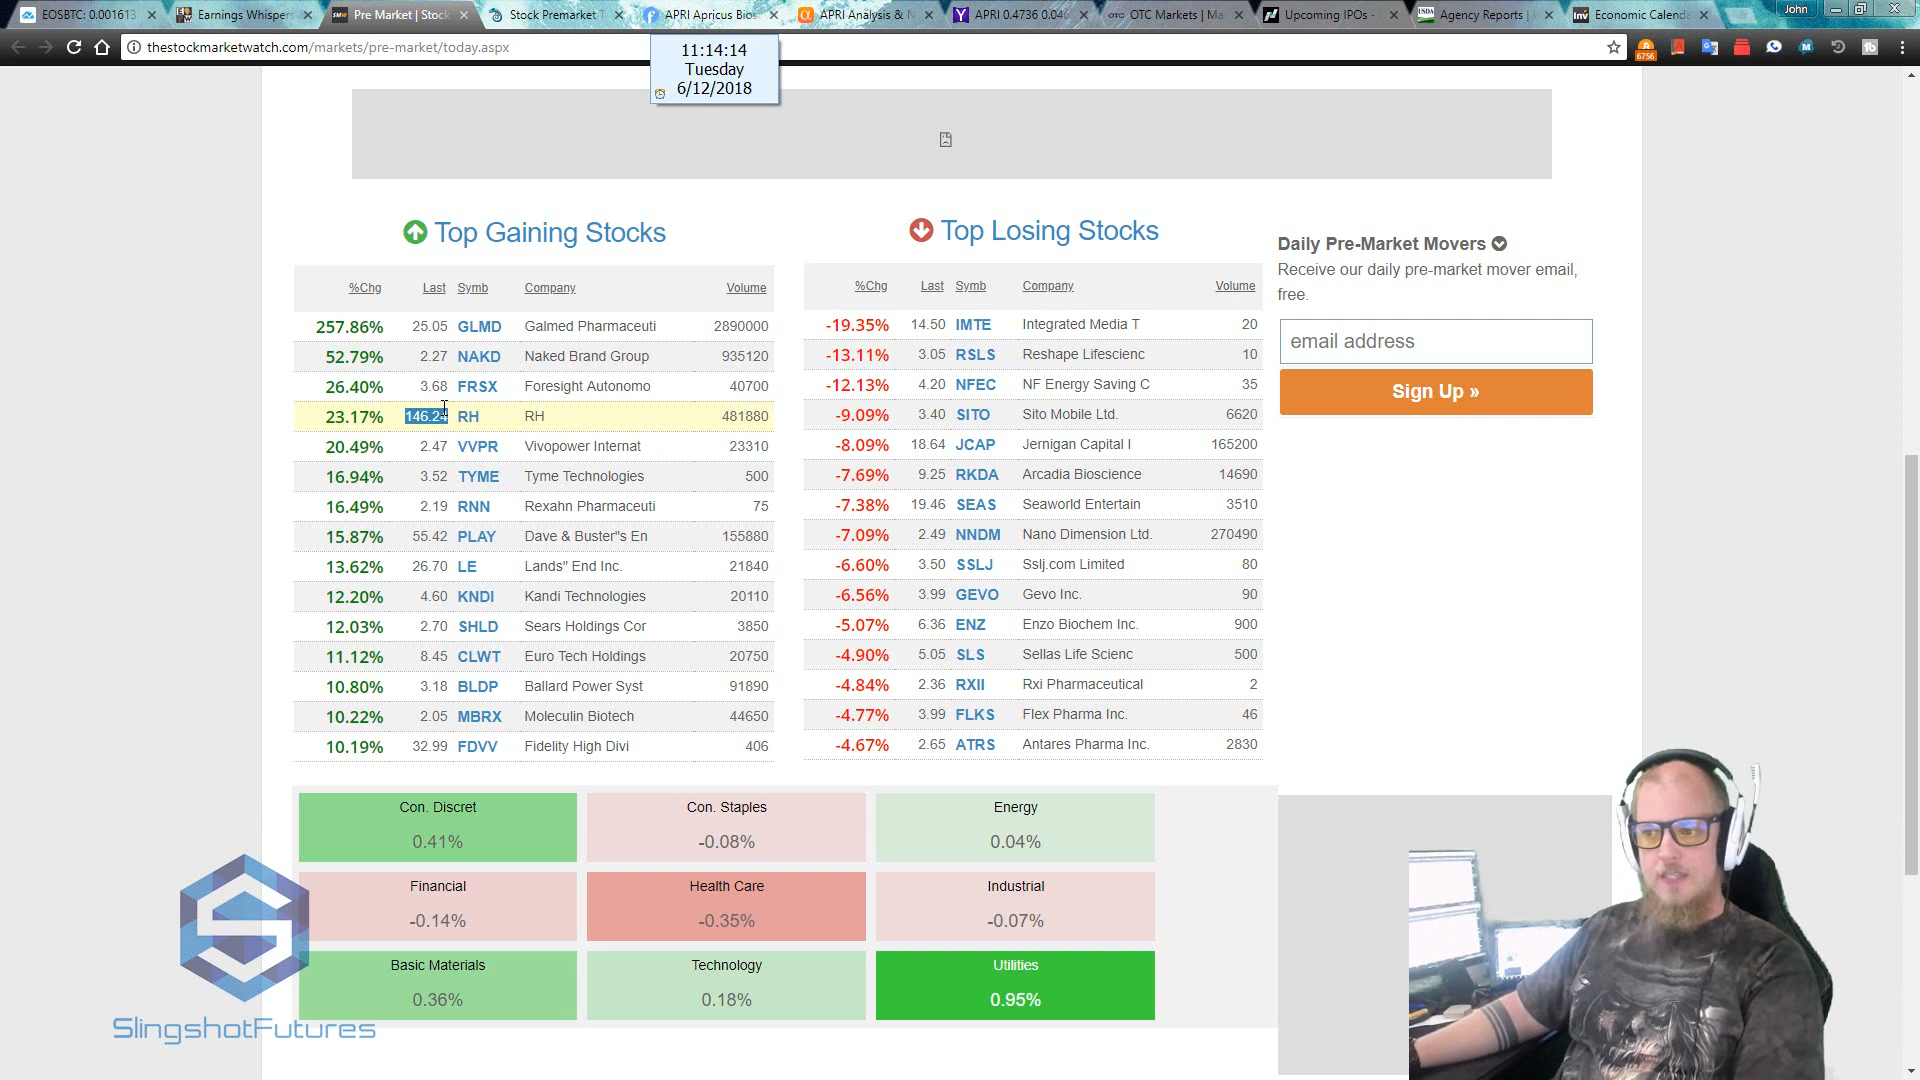 EOSBTC: 0.001613
Earnings Whisper
Pre Market | Stock
Stock Premarket T
APRI Apricus Bios
APRI Analysis & N
APRI 0.4736 0.046
OTC Markets | Ma
Upcoming IPOs -
Agency Reports |
Economic Calenda
John
thestockmarketwatch.com/markets/pre-market/today.aspx
6756
11:14:14
Tuesday
6/12/2018
Top Gaining Stocks
%Chg Last Symb Company Volume
257.86% 25.05 GLMD Galmed Pharmaceuti 2890000
52.79% 2.27 NAKD Naked Brand Group 935120
26.40% 3.68 FRSX Foresight Autonomo 40700
23.17% 146.24 RH RH 481880
20.49% 2.47 VVPR Vivopower Internat 23310
16.94% 3.52 TYME Tyme Technologies 500
16.49% 2.19 RNN Rexahn Pharmaceuti 75
15.87% 55.42 PLAY Dave & Buster"s En 155880
13.62% 26.70 LE Lands" End Inc. 21840
12.20% 4.60 KNDI Kandi Technologies 20110
12.03% 2.70 SHLD Sears Holdings Cor 3850
11.12% 8.45 CLWT Euro Tech Holdings 20750
10.80% 3.18 BLDP Ballard Power Syst 91890
10.22% 2.05 MBRX Moleculin Biotech 44650
10.19% 32.99 FDVV Fidelity High Divi 406
Top Losing Stocks
%Chg Last Symb Company Volume
-19.35% 14.50 IMTE Integrated Media T 20
-13.11% 3.05 RSLS Reshape Lifescienc 10
-12.13% 4.20 NFEC NF Energy Saving C 35
-9.09% 3.40 SITO Sito Mobile Ltd. 6620
-8.09% 18.64 JCAP Jernigan Capital I 165200
-7.69% 9.25 RKDA Arcadia Bioscience 14690
-7.38% 19.46 SEAS Seaworld Entertain 3510
-7.09% 2.49 NNDM Nano Dimension Ltd. 270490
-6.60% 3.50 SSLJ Sslj.com Limited 80
-6.56% 3.99 GEVO Gevo Inc. 90
-5.07% 6.36 ENZ Enzo Biochem Inc. 900
-4.90% 5.05 SLS Sellas Life Scienc 500
-4.84% 2.36 RXII Rxi Pharmaceutical 2
-4.77% 3.99 FLKS Flex Pharma Inc. 46
-4.67% 2.65 ATRS Antares Pharma Inc. 2830
Daily Pre-Market Movers
Receive our daily pre-market mover email,
free.
email address
Sign Up »
Con. Discret
0.41%
Con. Staples
-0.08%
Energy
0.04%
Financial
-0.14%
Health Care
-0.35%
Industrial
-0.07%
Basic Materials
0.36%
Technology
0.18%
Utilities
0.95%
SlingshotFutures